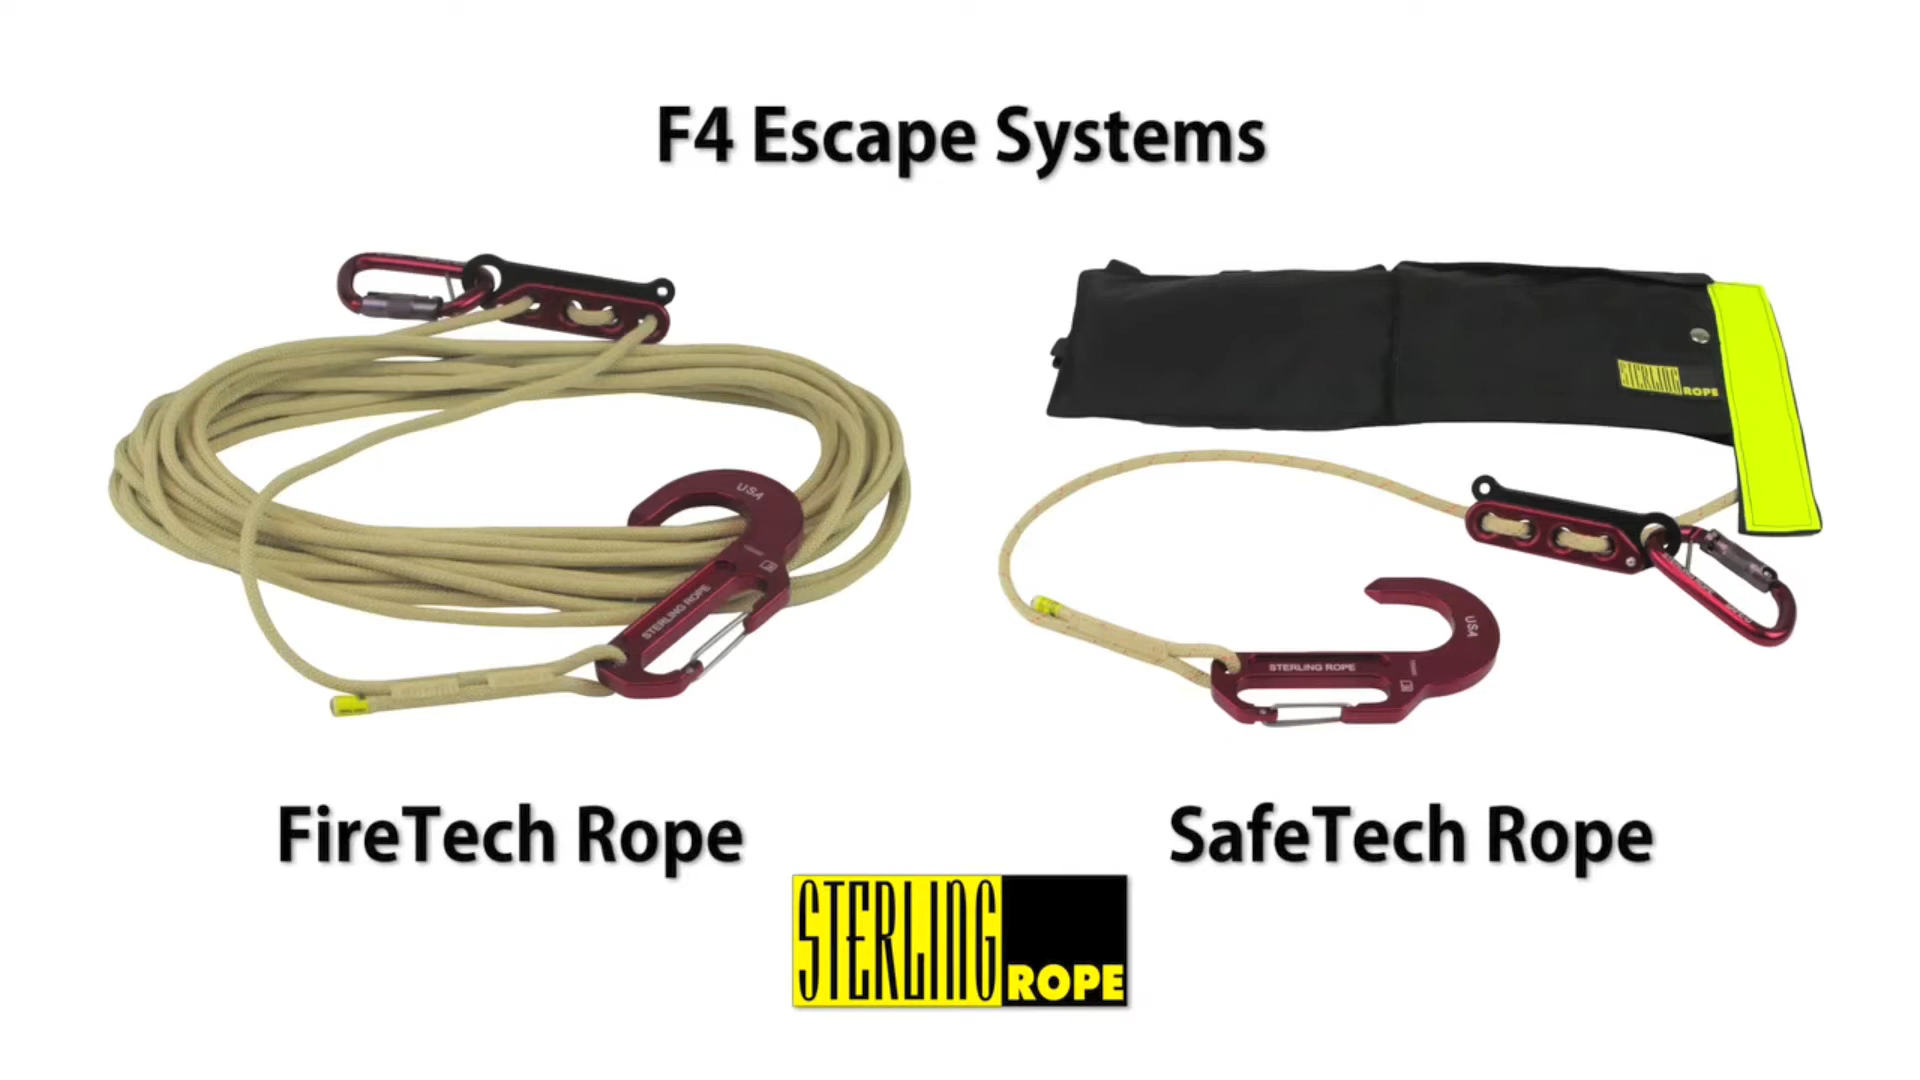 F4 Escape Systems
USA
STERLING ROPE
STERLING ROPE
USA
STERLING ROPE
FireTech Rope
SafeTech Rope
STERLING ROPE